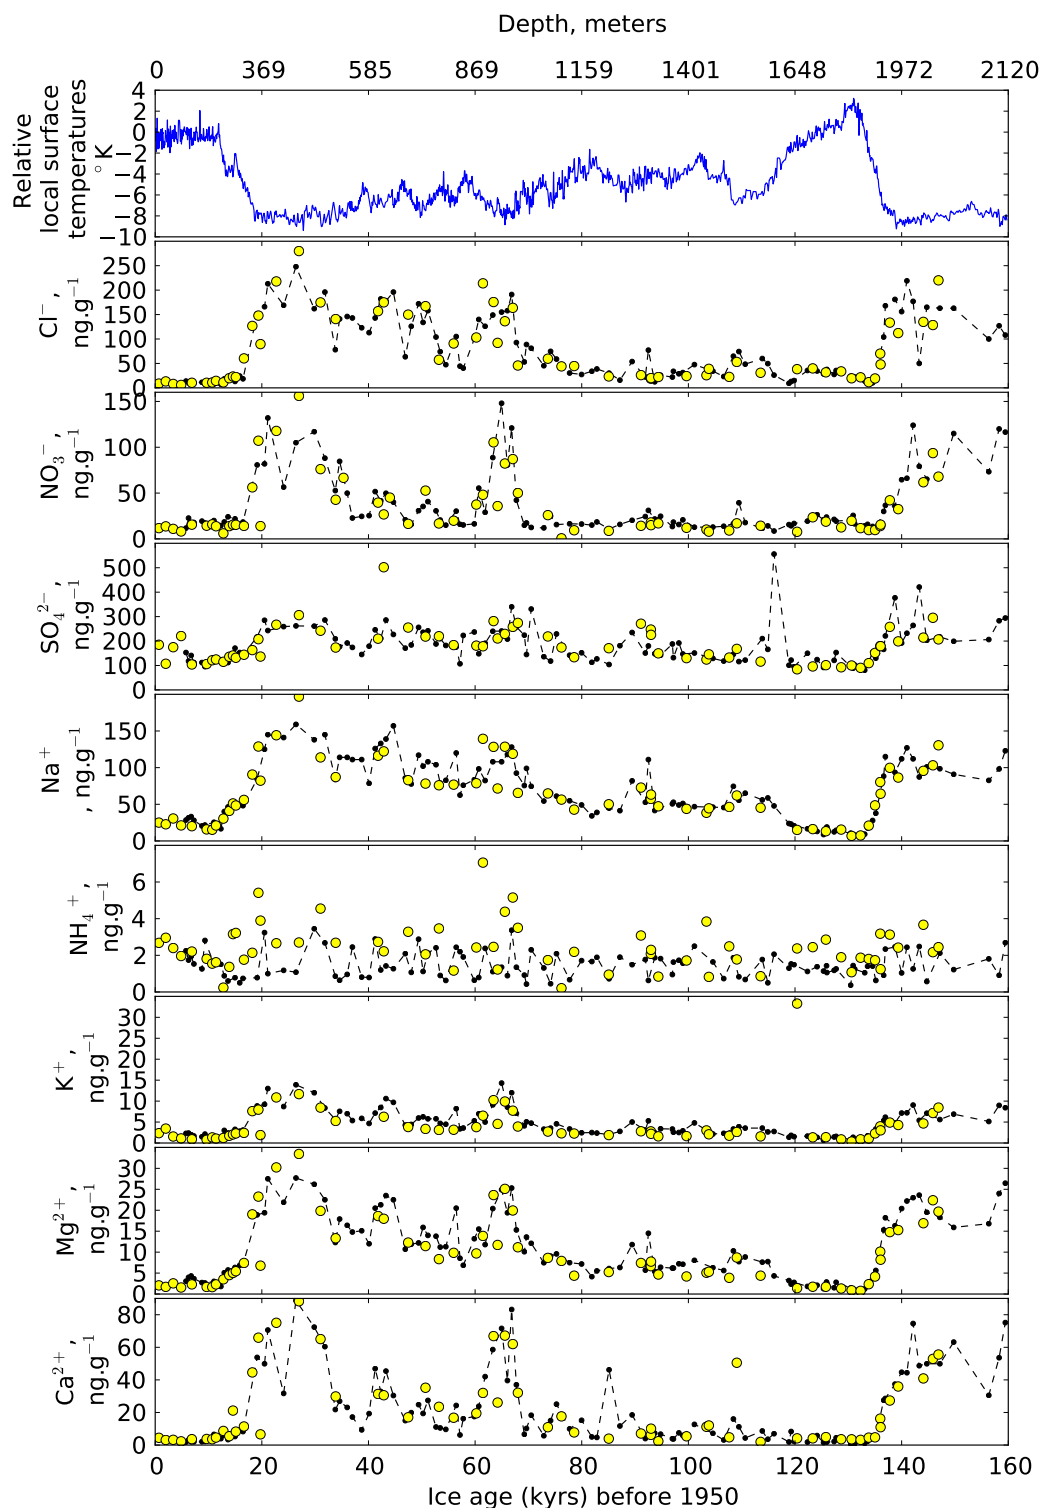 Depth, meters
0 369 585 869 1159 1401 1648 1972 2120
Relative
local surface
temperatures
°K
4
2
0
−2
−4
−6
−8
−10
Cl⁻,
ng.g⁻¹
250
200
150
100
50
0
NO₃⁻,
ng.g⁻¹
150
100
50
0
SO₄²⁻,
ng.g⁻¹
500
400
300
200
100
0
Na⁺
, ng.g⁻¹
150
100
50
0
NH₄⁺,
ng.g⁻¹
6
4
2
0
K⁺,
ng.g⁻¹
30
25
20
15
10
5
0
Mg²⁺,
ng.g⁻¹
30
25
20
15
10
5
0
Ca²⁺,
ng.g⁻¹
80
60
40
20
0
0 20 40 60 80 100 120 140 160
Ice age (kyrs) before 1950